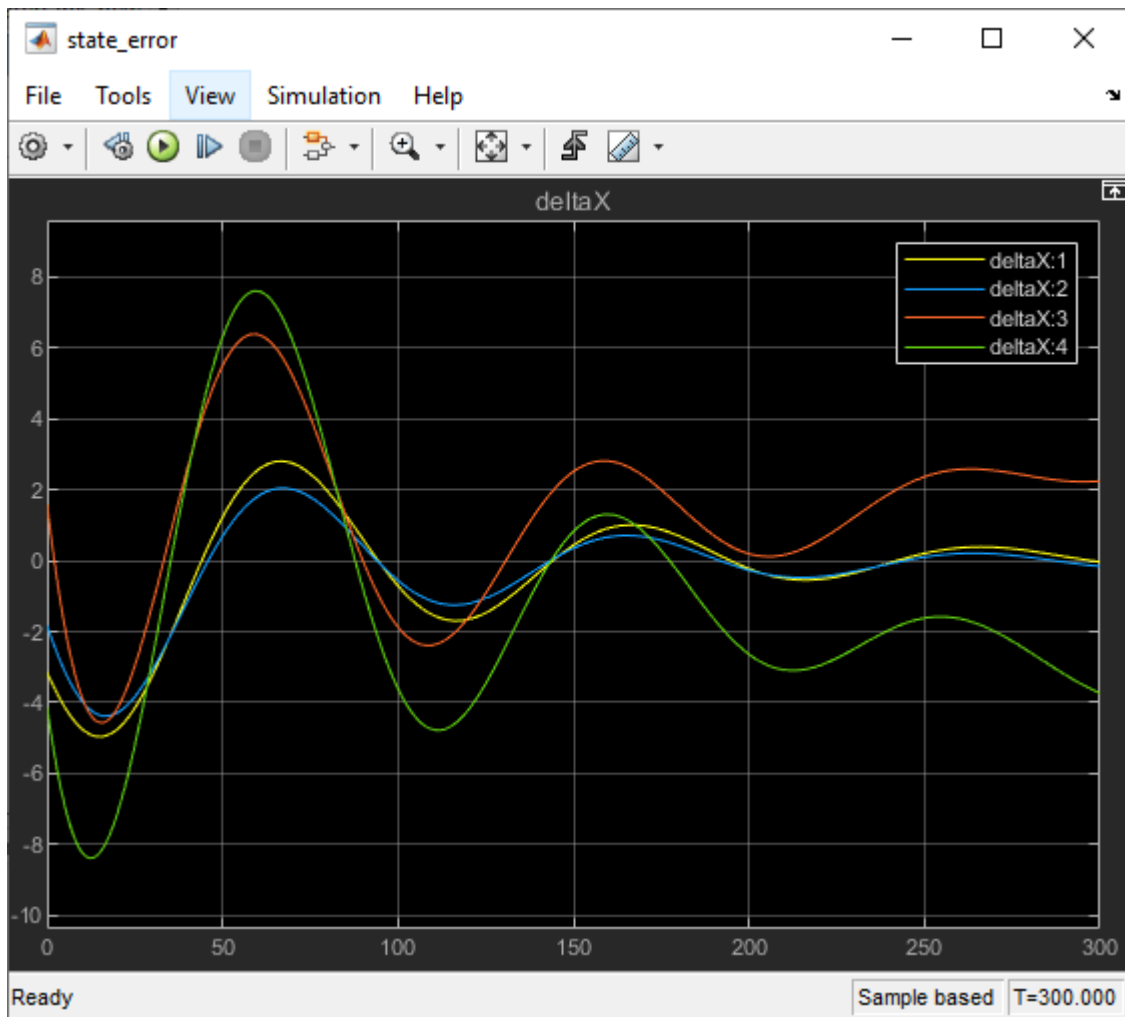 state_error
File Tools View Simulation Help
deltaX
deltaX:1
deltaX:2
deltaX:3
deltaX:4
8
6
4
2
0
-2
-4
-6
-8
-10
0 50 100 150 200 250 300
Ready Sample based T=300.000